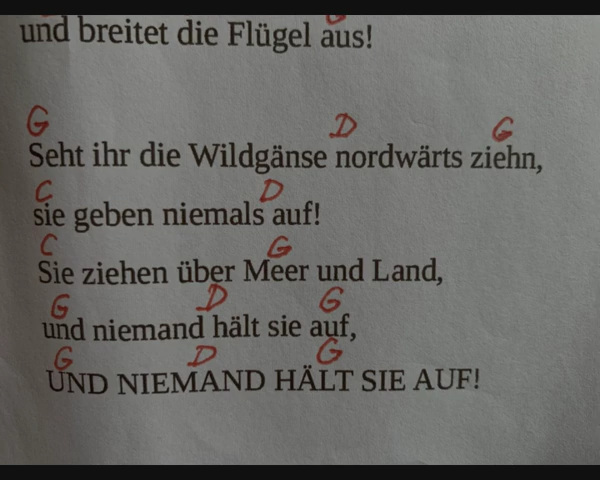 G
und breitet die Flügel aus!
G D G
Seht ihr die Wildgänse nordwärts ziehn,
C D
sie geben niemals auf!
C G
Sie ziehen über Meer und Land,
G D G
und niemand hält sie auf,
G D G
UND NIEMAND HÄLT SIE AUF!